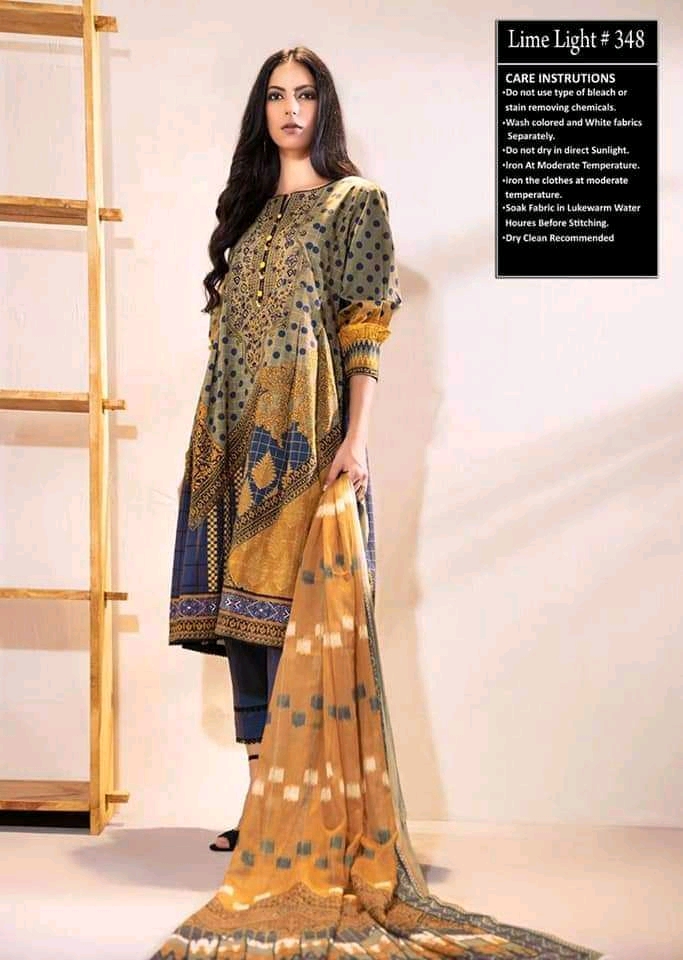 Lime Light # 348
CARE INSTRUTIONS
•Do not use type of bleach or
stain removing chemicals.
•Wash colored and White fabrics
Separately.
•Do not dry in direct Sunlight.
•Iron At Moderate Temperature.
•iron the clothes at moderate
temperature.
•Soak Fabric in Lukewarm Water
Houres Before Stitching.
•Dry Clean Recommended